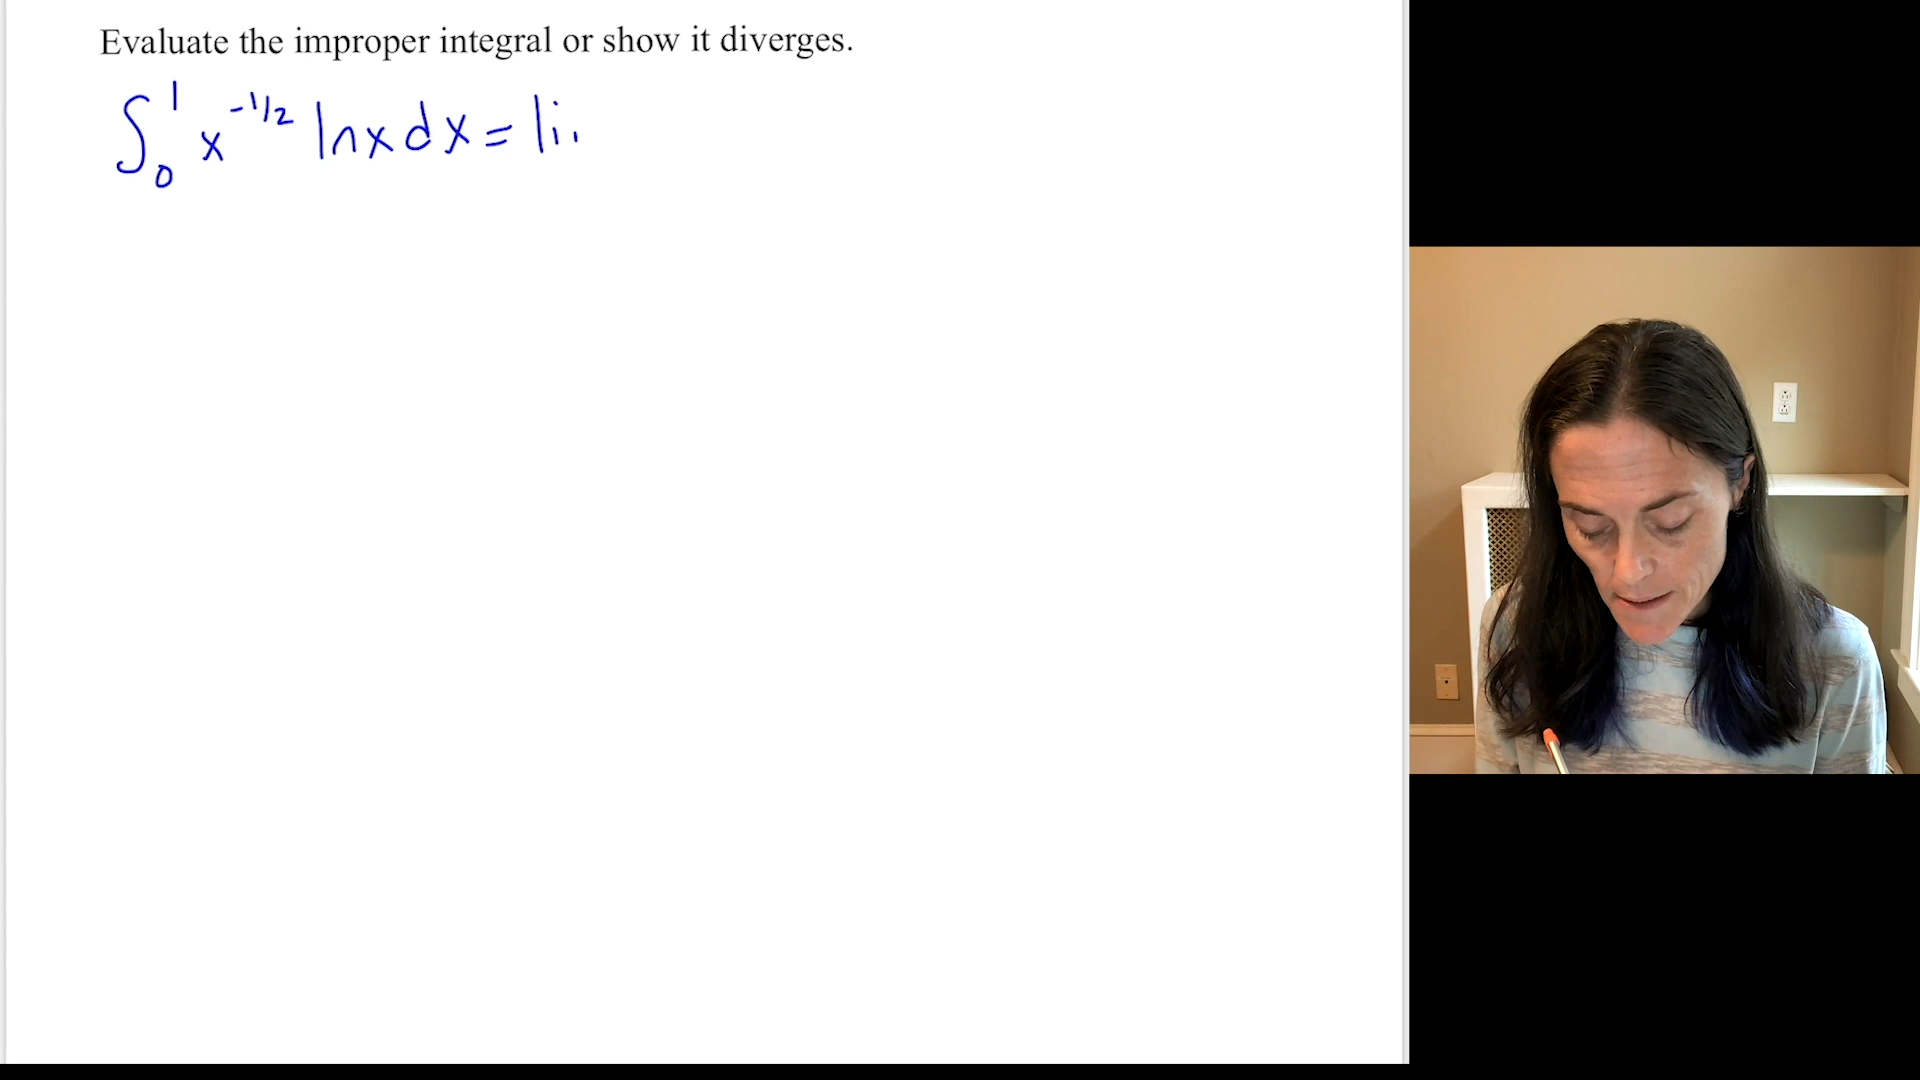 Evaluate the improper integral or show it diverges.
∫₀¹ x^{-1/2} ln x dx = li